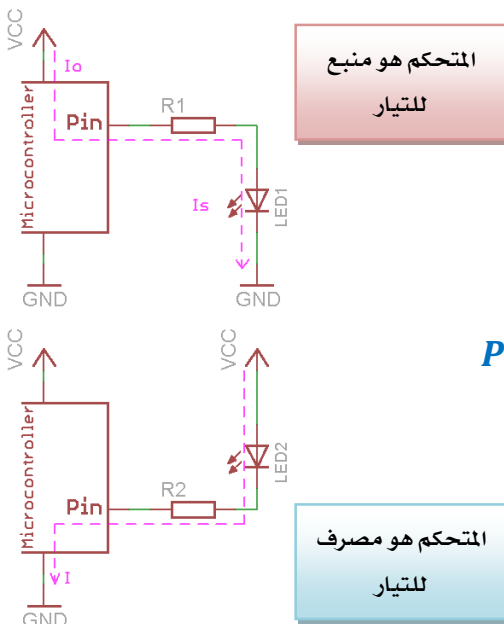 VCC
Io
المتحكم هو منبع
للتيار
Pin
R1
Microcontroller
Is
LED1
GND
GND
VCC
VCC
P
Microcontroller
LED2
Pin
R2
المتحكم هو مصرف
للتيار
I
GND